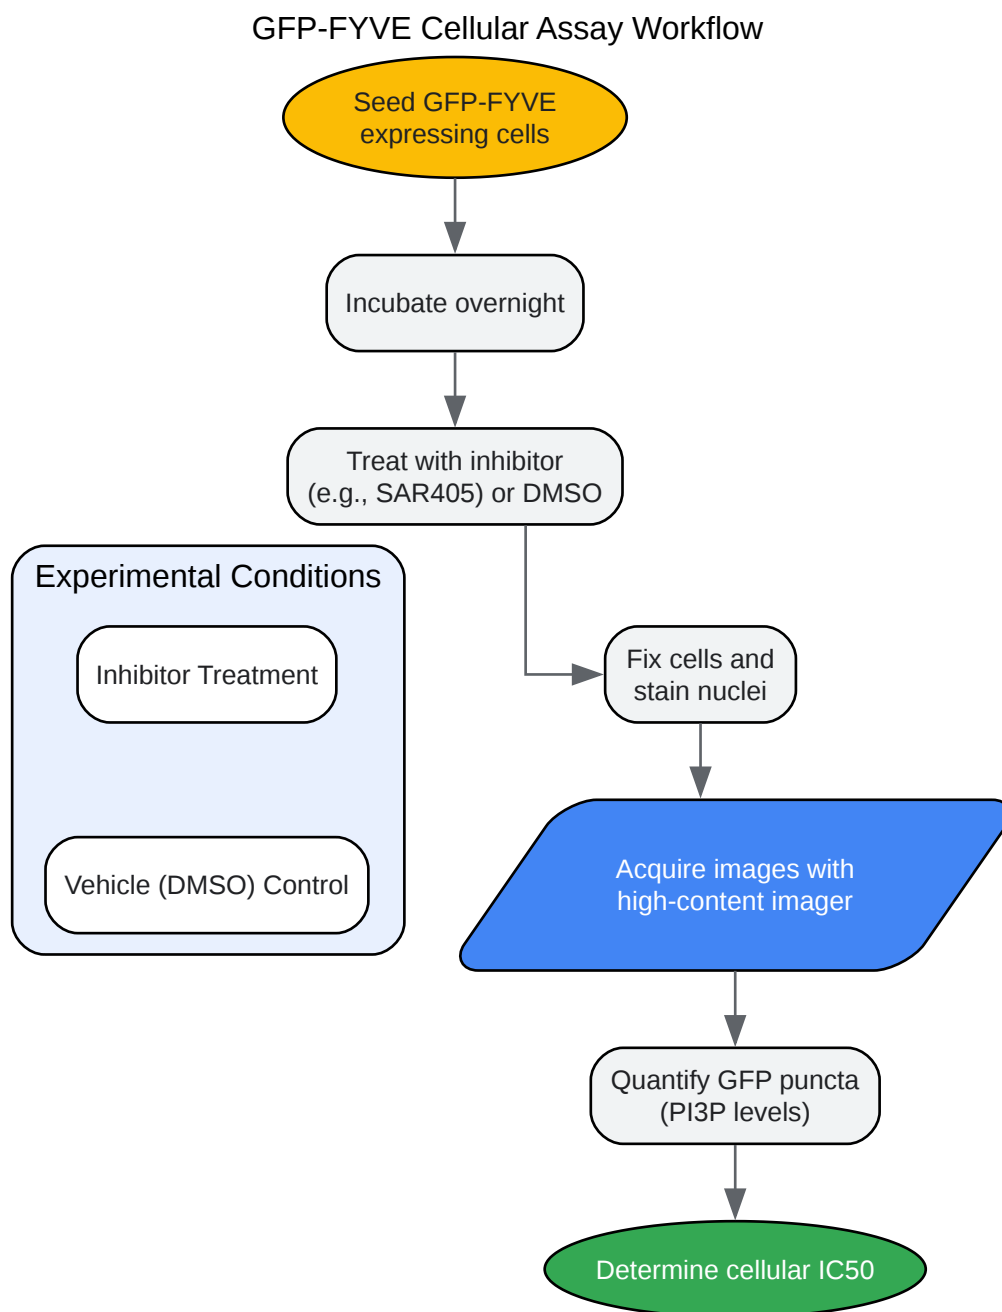 GFP-FYVE Cellular Assay Workflow
Seed GFP-FYVE
expressing cells
Incubate overnight
Treat with inhibitor
(e.g., SAR405) or DMSO
Experimental Conditions
Inhibitor Treatment
Vehicle (DMSO) Control
Fix cells and
stain nuclei
Acquire images with
high-content imager
Quantify GFP puncta
(PI3P levels)
Determine cellular IC50